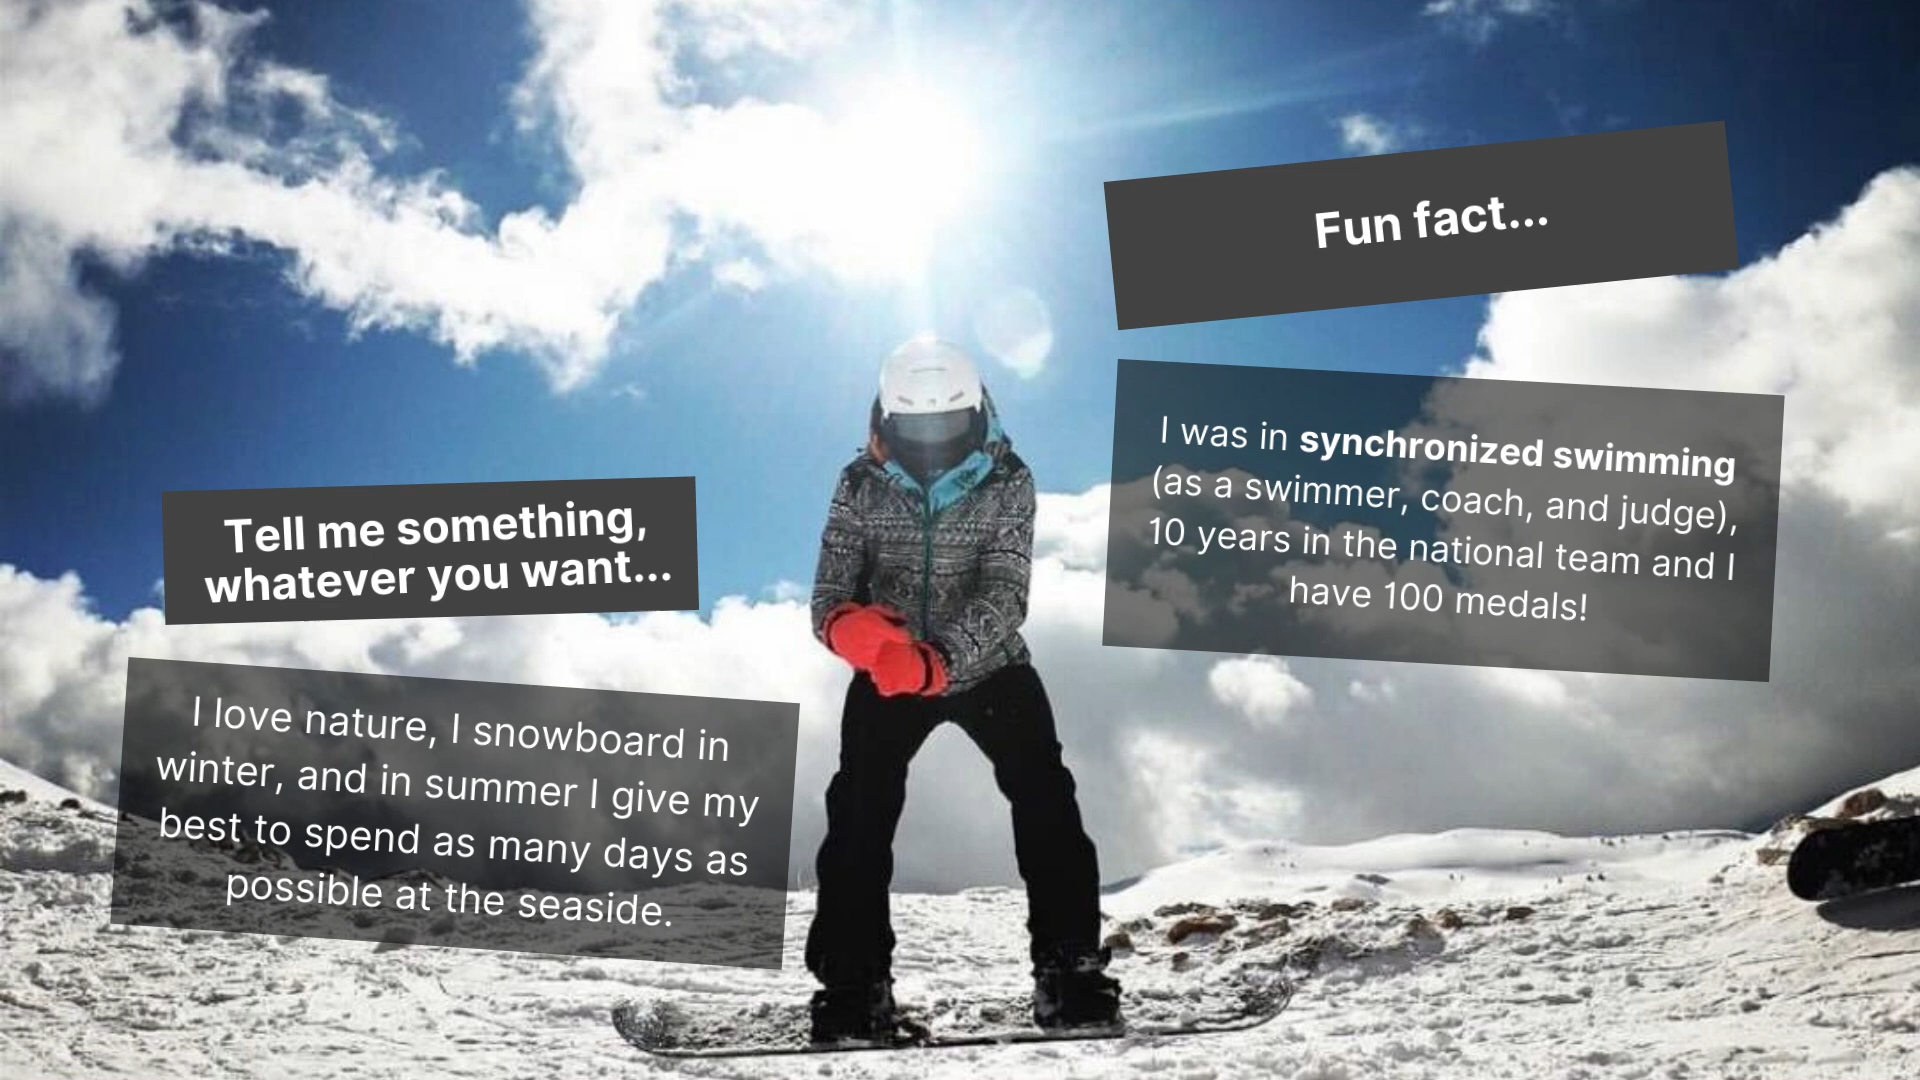 Tell me something,
whatever you want...
I love nature, I snowboard in
winter, and in summer I give my
best to spend as many days as
possible at the seaside.
Fun fact...
I was in synchronized swimming
(as a swimmer, coach, and judge),
10 years in the national team and I
have 100 medals!